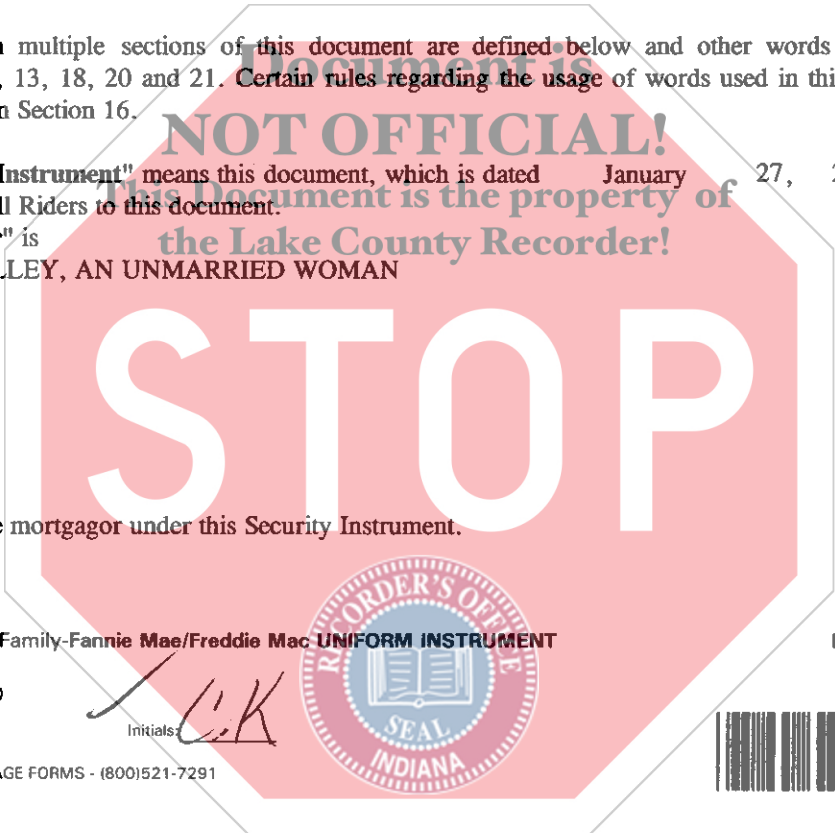 multiple sections of this document are defined below and other words
, 13, 18, 20 and 21. Certain rules regarding the usage of words used in thi
n Section 16.
Document is
NOT OFFICIAL!
Instrument" means this document, which is dated January 27,
This Document is the property of
ll Riders to this document.
" is
the Lake County Recorder!
LEY, AN UNMARRIED WOMAN
STOP
mortgagor under this Security Instrument.
RECORDER'S OFFICE
Family-Fannie Mae/Freddie Mac UNIFORM INSTRUMENT
Initials: C.K
SEAL
INDIANA
GE FORMS - (800)521-7291